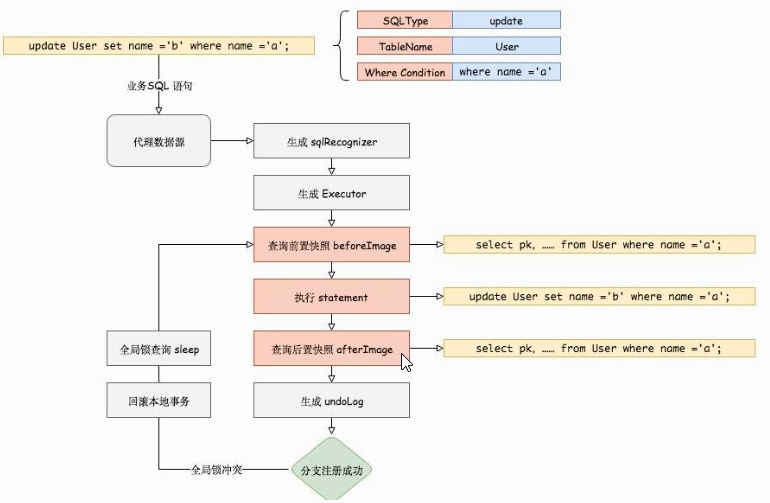 SQLType update
update User set name ='b' where name ='a';
TableName User
Where Condition where name ='a'
业务SQL 语句
代理数据源
生成 sqlRecognizer
生成 Executor
查询前置快照 beforeImage
select pk, …… from User where name ='a';
执行 statement
update User set name ='b' where name ='a';
全局锁查询 sleep
查询后置快照 afterImage
select pk, …… from User where name ='a';
回滚本地事务
生成 undoLog
全局锁冲突
分支注册成功